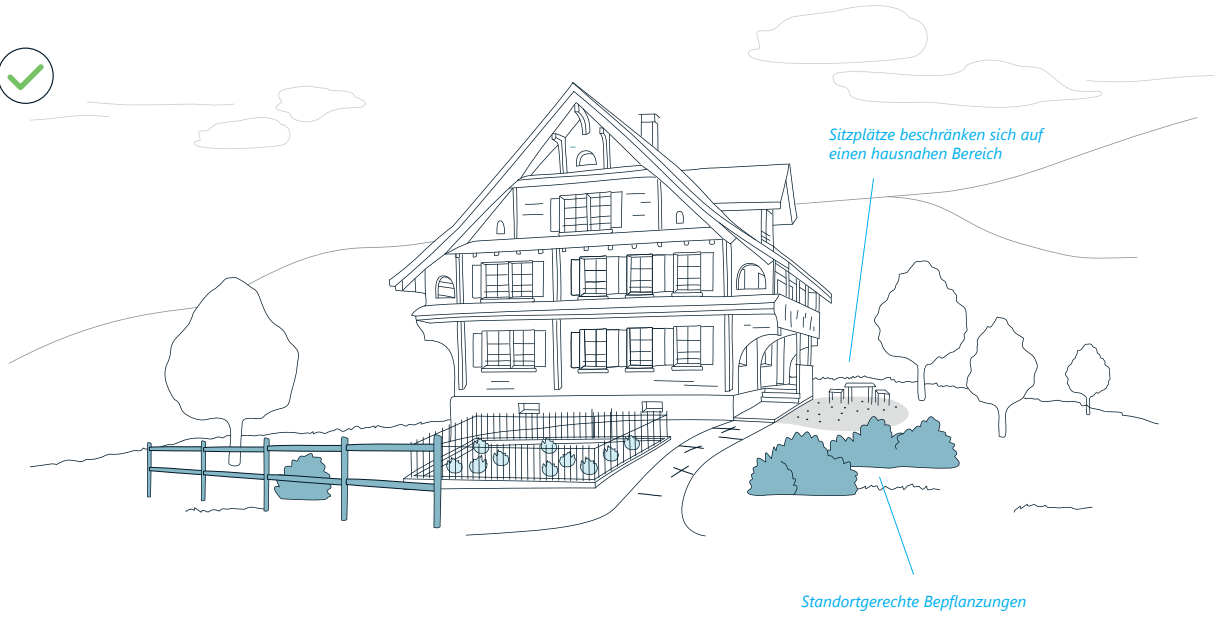 Sitzplätze beschränken sich auf
einen hausnahen Bereich
Standortgerechte Bepflanzungen